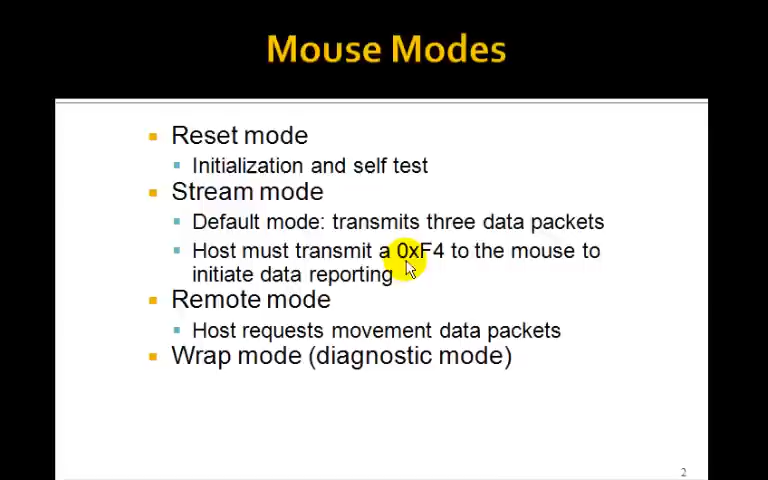 Mouse Modes
Reset mode
Initialization and self test
Stream mode
Default mode: transmits three data packets
Host must transmit a 0xF4 to the mouse to
initiate data reporting
Remote mode
Host requests movement data packets
Wrap mode (diagnostic mode)
2